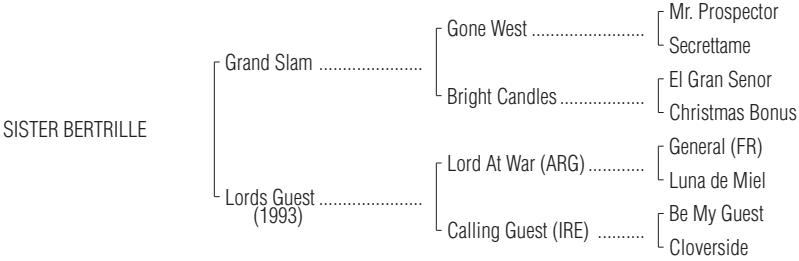 Mr. Prospector
Gone West ........................
Secrettame
Grand Slam ......................
El Gran Senor
Bright Candles ..................
Christmas Bonus
SISTER BERTRILLE
General (FR)
Lord At War (ARG) ............
Luna de Miel
Lords Guest ......................
(1993)
Be My Guest
Calling Guest (IRE) ..........
Cloverside